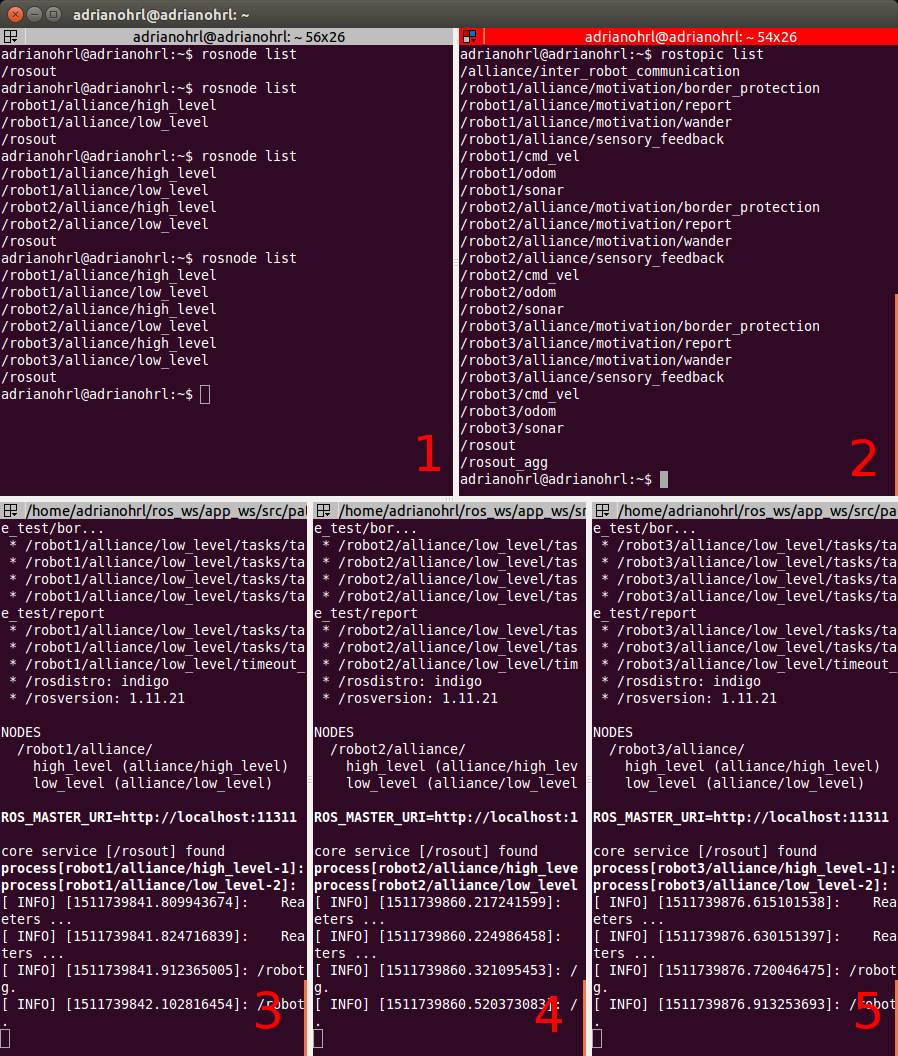 adrianohrl@adrianohrl: ~
adrianohrl@adrianohrl: ~ 56x26
adrianohrl@adrianohrl:~$ rosnode list
/rosout
adrianohrl@adrianohrl:~$ rosnode list
/robot1/alliance/high_level
/robot1/alliance/low_level
/rosout
adrianohrl@adrianohrl:~$ rosnode list
/robot1/alliance/high_level
/robot1/alliance/low_level
/robot2/alliance/high_level
/robot2/alliance/low_level
/rosout
adrianohrl@adrianohrl:~$ rosnode list
/robot1/alliance/high_level
/robot1/alliance/low_level
/robot2/alliance/high_level
/robot2/alliance/low_level
/robot3/alliance/high_level
/robot3/alliance/low_level
/rosout
adrianohrl@adrianohrl:~$
1
adrianohrl@adrianohrl: ~ 54x26
adrianohrl@adrianohrl:~$ rostopic list
/alliance/inter_robot_communication
/robot1/alliance/motivation/border_protection
/robot1/alliance/motivation/report
/robot1/alliance/motivation/wander
/robot1/alliance/sensory_feedback
/robot1/cmd_vel
/robot1/odom
/robot1/sonar
/robot2/alliance/motivation/border_protection
/robot2/alliance/motivation/report
/robot2/alliance/motivation/wander
/robot2/alliance/sensory_feedback
/robot2/cmd_vel
/robot2/odom
/robot2/sonar
/robot3/alliance/motivation/border_protection
/robot3/alliance/motivation/report
/robot3/alliance/motivation/wander
/robot3/alliance/sensory_feedback
/robot3/cmd_vel
/robot3/odom
/robot3/sonar
/rosout
/rosout_agg
adrianohrl@adrianohrl:~$
2
/home/adrianohrl/ros_ws/app_ws/src/pa
e_test/bor...
 * /robot1/alliance/low_level/tasks/ta
 * /robot1/alliance/low_level/tasks/ta
 * /robot1/alliance/low_level/tasks/ta
 * /robot1/alliance/low_level/tasks/ta
e_test/report
 * /robot1/alliance/low_level/tasks/ta
 * /robot1/alliance/low_level/tasks/ta
 * /robot1/alliance/low_level/timeout_
 * /rosdistro: indigo
 * /rosversion: 1.11.21
NODES
  /robot1/alliance/
    high_level (alliance/high_level)
    low_level (alliance/low_level)
ROS_MASTER_URI=http://localhost:11311
core service [/rosout] found
process[robot1/alliance/high_level-1]:
process[robot1/alliance/low_level-2]:
[ INFO] [1511739841.809943674]:    Rea
eters ...
[ INFO] [1511739841.824716839]:    Rea
ters ...
[ INFO] [1511739841.912365005]: /robot
g.
[ INFO] [1511739842.102816454]: /robot
.
3
/home/adrianohrl/ros_ws/app_ws/sr
e_test/bor...
 * /robot2/alliance/low_level/tas
 * /robot2/alliance/low_level/tas
 * /robot2/alliance/low_level/tas
 * /robot2/alliance/low_level/tas
e_test/report
 * /robot2/alliance/low_level/tas
 * /robot2/alliance/low_level/tas
 * /robot2/alliance/low_level/tim
 * /rosdistro: indigo
 * /rosversion: 1.11.21
NODES
  /robot2/alliance/
    high_level (alliance/high_lev
    low_level (alliance/low_level
ROS_MASTER_URI=http://localhost:1
core service [/rosout] found
process[robot2/alliance/high_leve
process[robot2/alliance/low_level
[ INFO] [1511739860.217241599]:
eters ...
[ INFO] [1511739860.224986458]:
ters ...
[ INFO] [1511739860.321095453]: /
g.
[ INFO] [1511739860.520373083]: /
.
4
/home/adrianohrl/ros_ws/app_ws/src/pa
e_test/bor...
 * /robot3/alliance/low_level/tasks/ta
 * /robot3/alliance/low_level/tasks/ta
 * /robot3/alliance/low_level/tasks/ta
 * /robot3/alliance/low_level/tasks/ta
e_test/report
 * /robot3/alliance/low_level/tasks/ta
 * /robot3/alliance/low_level/tasks/ta
 * /robot3/alliance/low_level/timeout_
 * /rosdistro: indigo
 * /rosversion: 1.11.21
NODES
  /robot3/alliance/
    high_level (alliance/high_level)
    low_level (alliance/low_level)
ROS_MASTER_URI=http://localhost:11311
core service [/rosout] found
process[robot3/alliance/high_level-1]:
process[robot3/alliance/low_level-2]:
[ INFO] [1511739876.615101538]:    Rea
eters ...
[ INFO] [1511739876.630151397]:    Rea
ters ...
[ INFO] [1511739876.720046475]: /robot
g.
[ INFO] [1511739876.913253693]: /robot
.
5